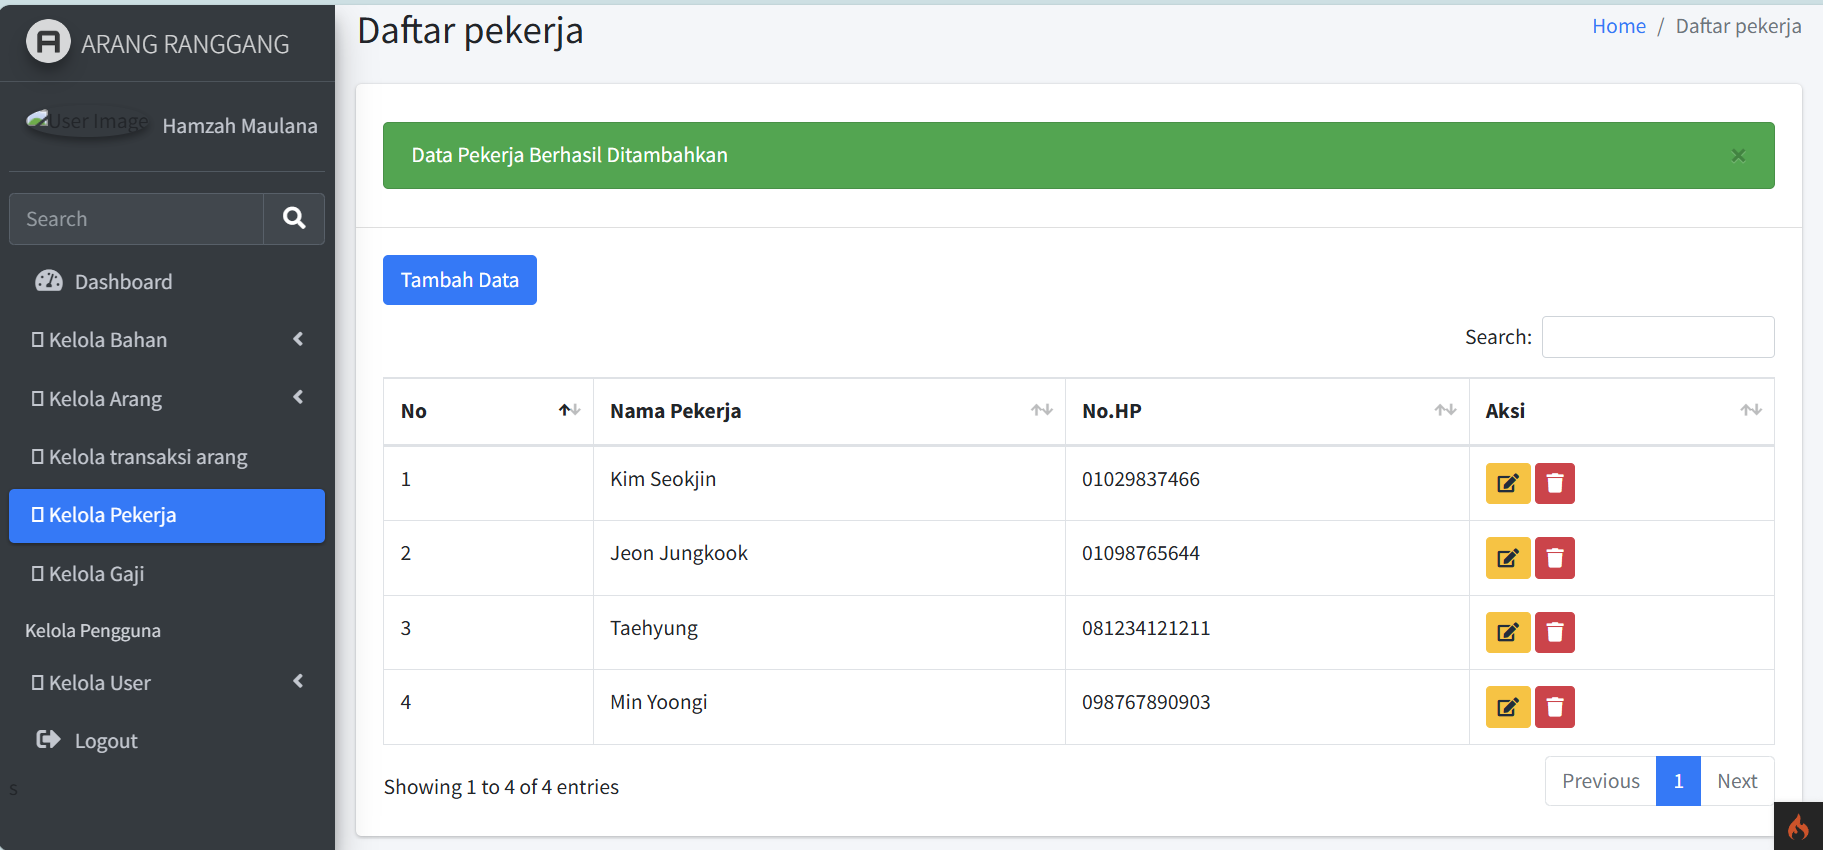 ARANG RANGGANG
User Image
Hamzah Maulana
Search
Dashboard
Kelola Bahan
Kelola Arang
Kelola transaksi arang
Kelola Pekerja
Kelola Gaji
Kelola Pengguna
Kelola User
Logout
s
Daftar pekerja
Home / Daftar pekerja
Data Pekerja Berhasil Ditambahkan ×
Tambah Data
Search:
No Nama Pekerja No.HP Aksi
1 Kim Seokjin 01029837466
2 Jeon Jungkook 01098765644
3 Taehyung 081234121211
4 Min Yoongi 098767890903
Showing 1 to 4 of 4 entries
Previous 1 Next